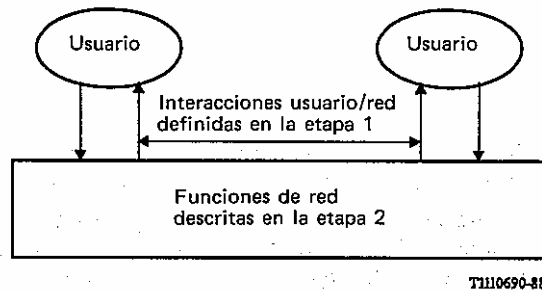 Usuario
Usuario
Interacciones usuario/red
definidas en la etapa 1
Funciones de red
descritas en la etapa 2
T1110690-88